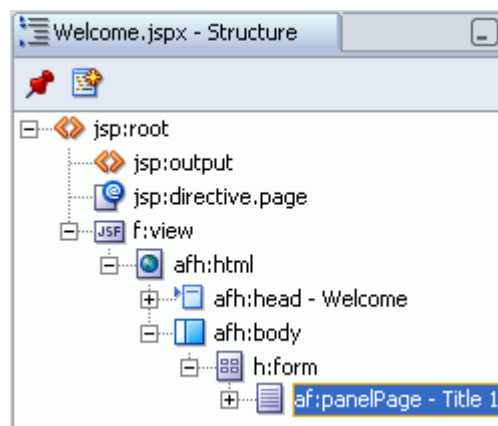 Welcome.jspx - Structure
jsp:root
jsp:output
jsp:directive.page
JSF f:view
afh:html
afh:head - Welcome
afh:body
h:form
af:panelPage - Title 1